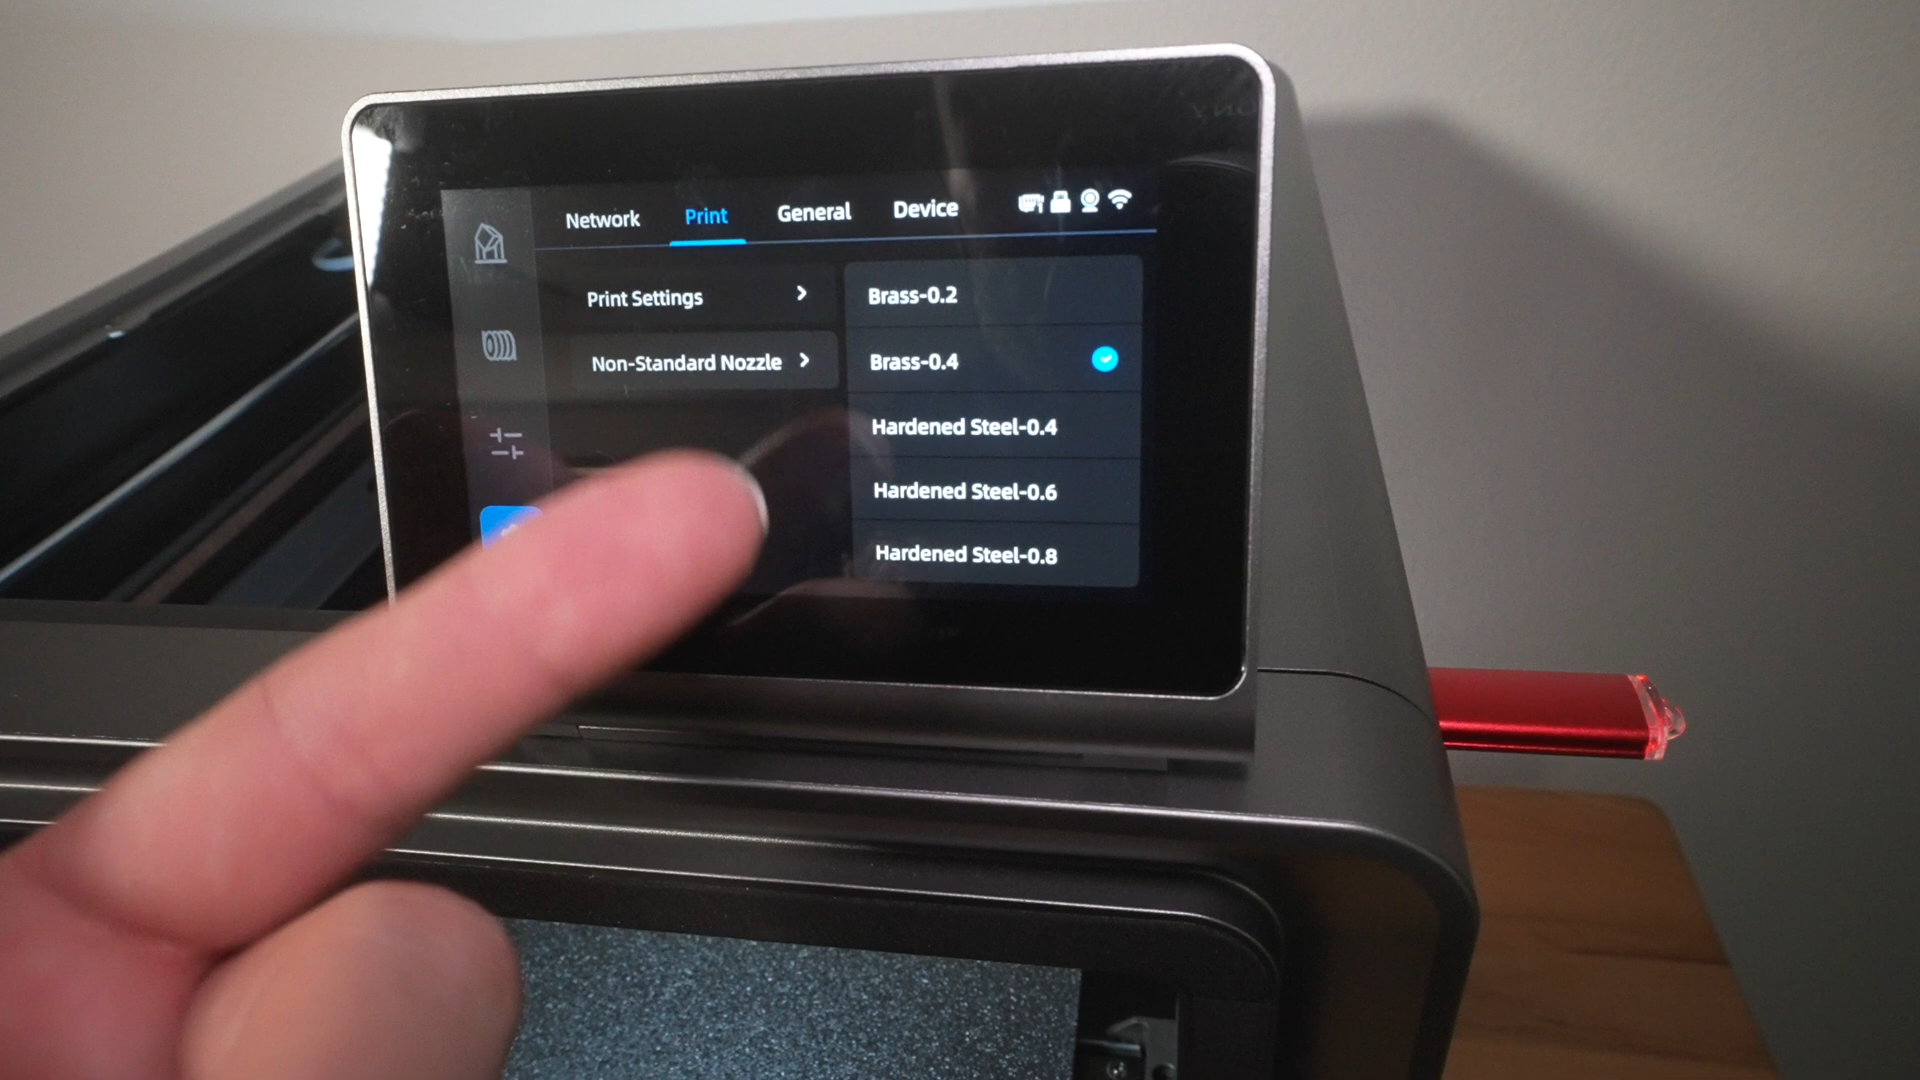 Network Print General Device
Print Settings
Non-Standard Nozzle
Brass-0.2
Brass-0.4
Hardened Steel-0.4
Hardened Steel-0.6
Hardened Steel-0.8